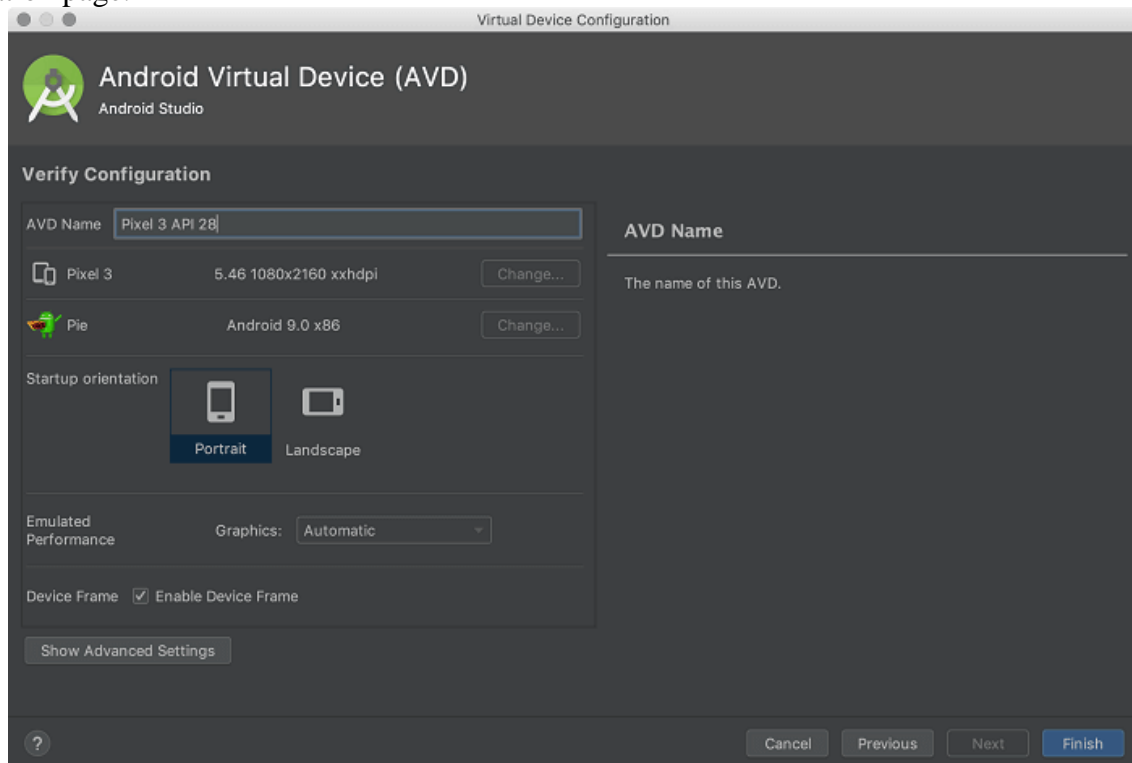 Virtual Device Configuration
Android Virtual Device (AVD)
Android Studio
Verify Configuration
AVD Name Pixel 3 API 28
Pixel 3 5.46 1080x2160 xxhdpi Change...
Pie Android 9.0 x86 Change...
Startup orientation
Portrait Landscape
Emulated
Performance Graphics: Automatic
Device Frame Enable Device Frame
Show Advanced Settings
AVD Name
The name of this AVD.
? Cancel Previous Next Finish